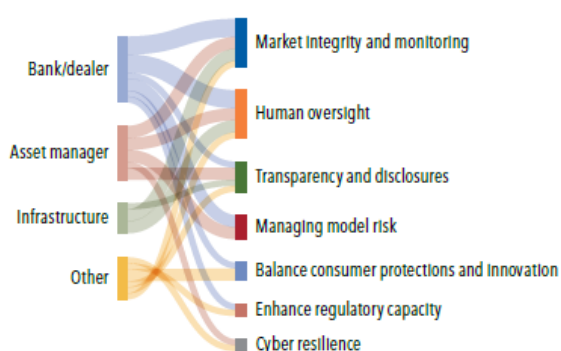 Bank/dealer
Asset manager
Infrastructure
Other
Market integrity and monitoring
Human oversight
Transparency and disclosures
Managing model risk
Balance consumer protections and innovation
Enhance regulatory capacity
Cyber resilience